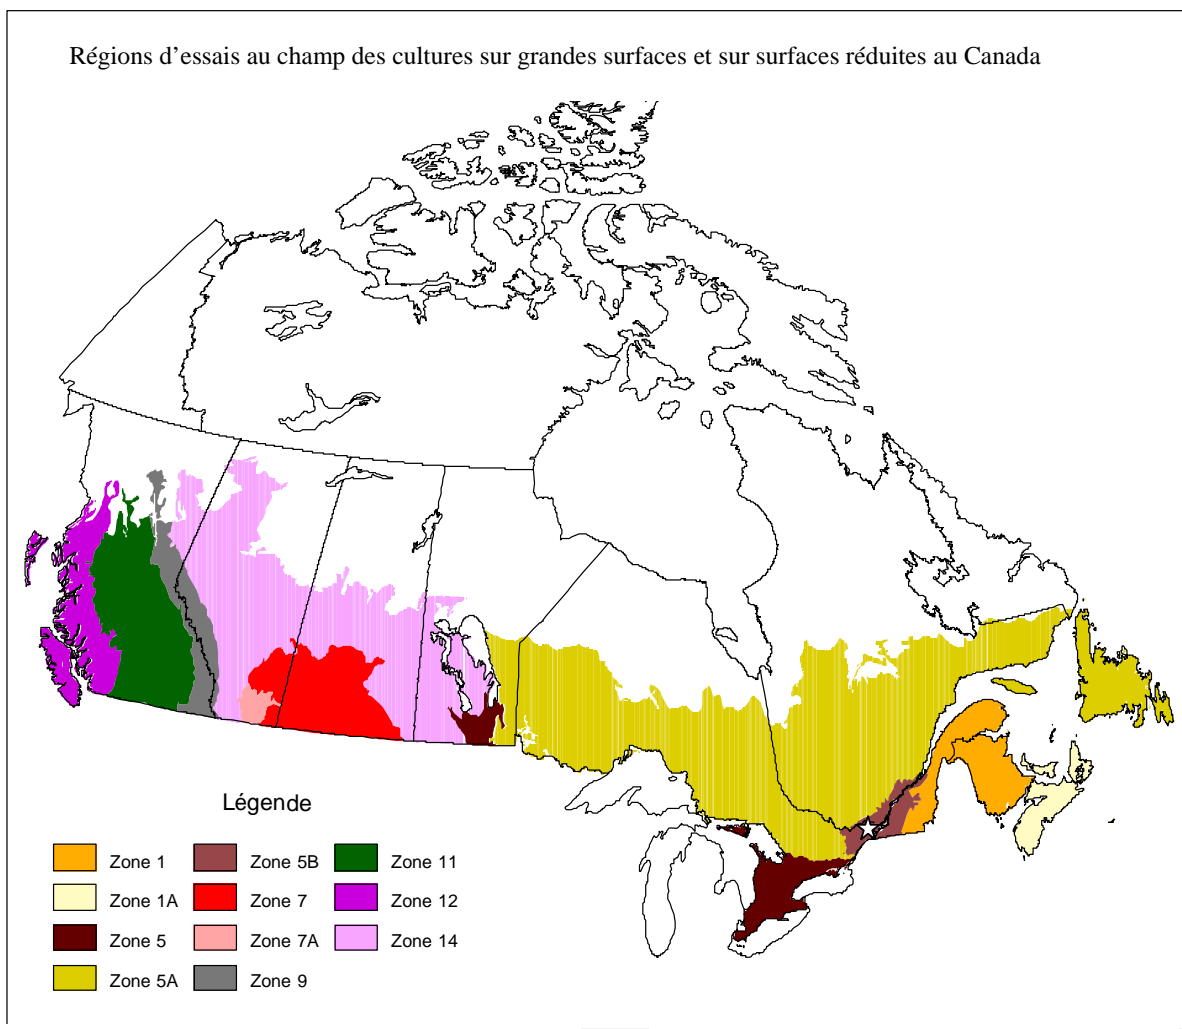 Régions d’essais au champ des cultures sur grandes surfaces et sur surfaces réduites au Canada
Légende
Zone 1
Zone 1A
Zone 5
Zone 5A
Zone 5B
Zone 7
Zone 7A
Zone 9
Zone 11
Zone 12
Zone 14